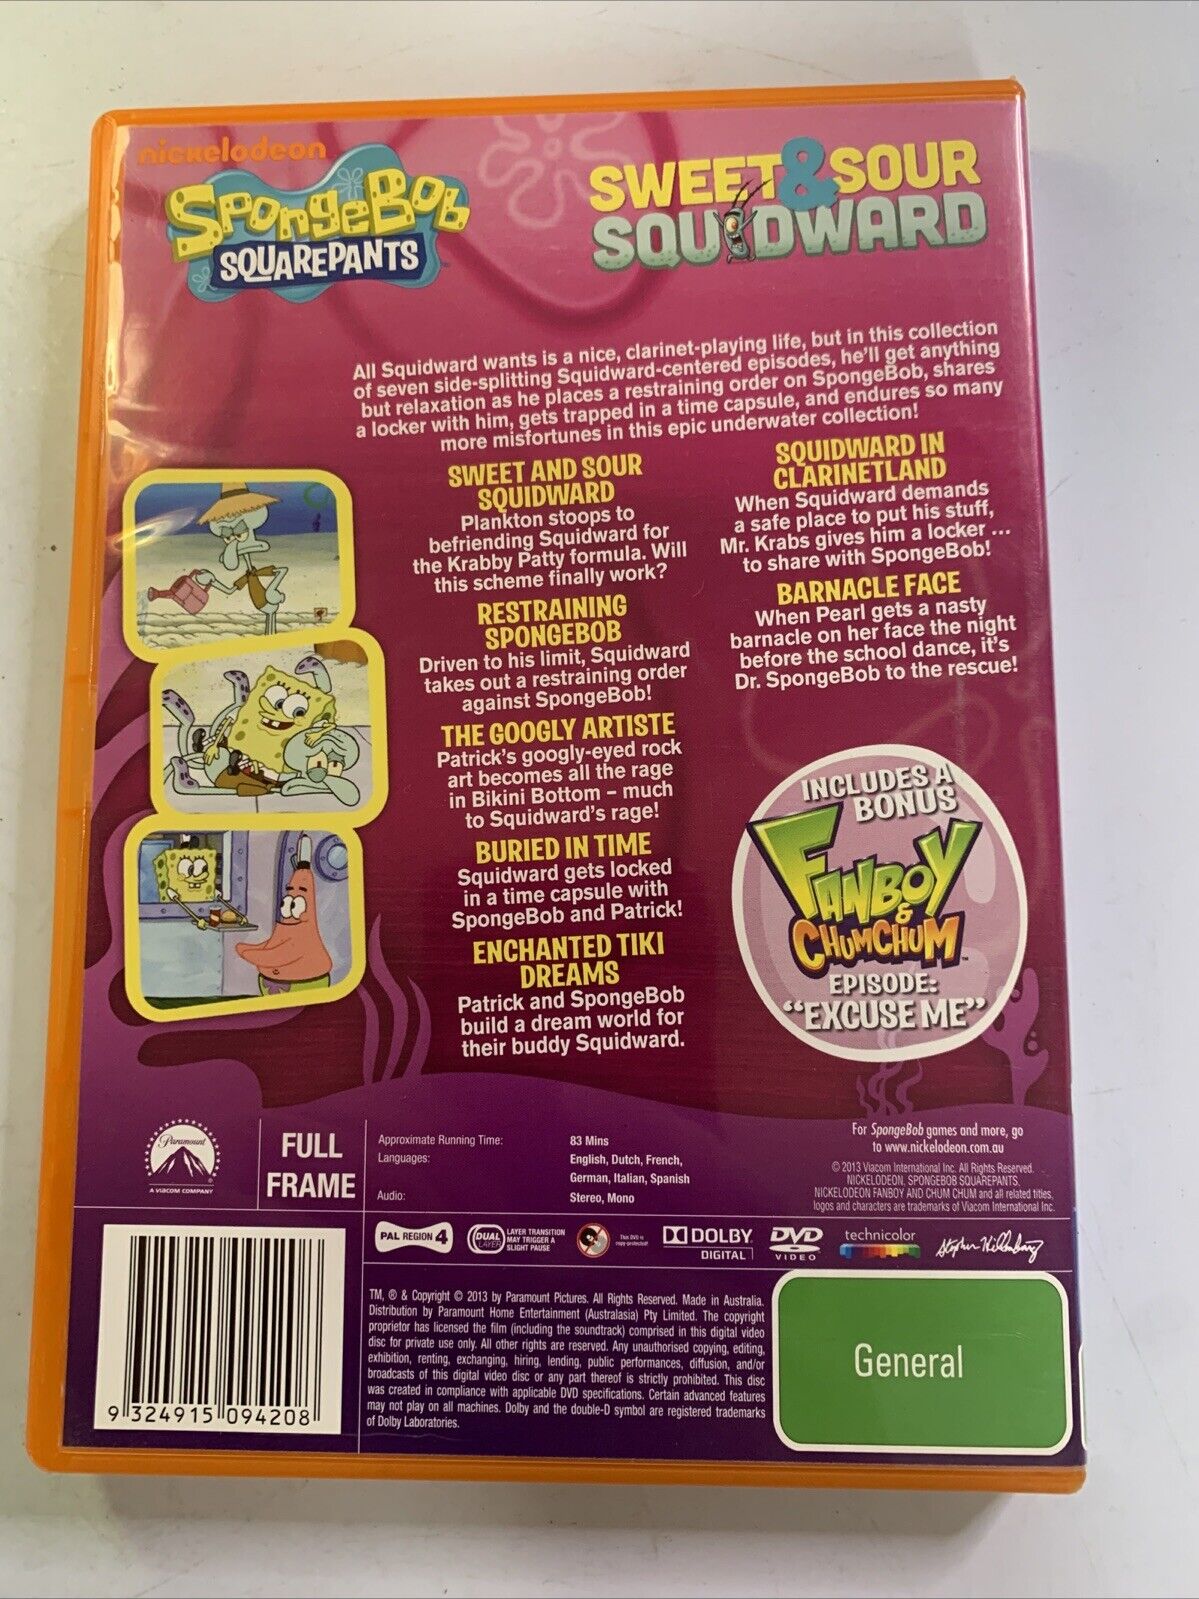 nickelodeon
SpongeBob
SQUAREPANTS
SWEET & SOUR
SQUIDWARD
All Squidward wants is a nice, clarinet-playing life, but in this collection
of seven side-splitting Squidward-centered episodes, he'll get anything
but relaxation as he places a restraining order on SpongeBob, shares
a locker with him, gets trapped in a time capsule, and endures so many
more misfortunes in this epic underwater collection!
SWEET AND SOUR
SQUIDWARD
Plankton stoops to
befriending Squidward for
the Krabby Patty formula. Will
this scheme finally work?
RESTRAINING
SPONGEBOB
Driven to his limit, Squidward
takes out a restraining order
against SpongeBob!
THE GOOGLY ARTISTE
Patrick's googly-eyed rock
art becomes all the rage
in Bikini Bottom – much
to Squidward's rage!
BURIED IN TIME
Squidward gets locked
in a time capsule with
SpongeBob and Patrick!
ENCHANTED TIKI
DREAMS
Patrick and SpongeBob
build a dream world for
their buddy Squidward.
SQUIDWARD IN
CLARINETLAND
When Squidward demands
a safe place to put his stuff,
Mr. Krabs gives him a locker ...
to share with SpongeBob!
BARNACLE FACE
When Pearl gets a nasty
barnacle on her face the night
before the school dance, it's
Dr. SpongeBob to the rescue!
INCLUDES A
BONUS
FANBOY
&
CHUMCHUM™
EPISODE:
"EXCUSE ME"
Paramount
A VIACOM COMPANY
FULL
FRAME
Approximate Running Time: 83 Mins
Languages: English, Dutch, French,
German, Italian, Spanish
Audio: Stereo, Mono
For SpongeBob games and more, go
to www.nickelodeon.com.au
© 2013 Viacom International Inc. All Rights Reserved.
NICKELODEON, SPONGEBOB SQUAREPANTS,
NICKELODEON FANBOY AND CHUM CHUM and all related titles,
logos and characters are trademarks of Viacom International Inc.
PAL REGION 4
DUAL
LAYER
LAYER TRANSITION
MAY TRIGGER A
SLIGHT PAUSE
This DVD is
copy-protected!
DOLBY
DIGITAL
DVD
VIDEO
technicolor
Stephen Hillenburg
TM, ® & Copyright © 2013 by Paramount Pictures. All Rights Reserved. Made in Australia.
Distribution by Paramount Home Entertainment (Australasia) Pty Limited. The copyright
proprietor has licensed the film (including the soundtrack) comprised in this digital video
disc for private use only. All other rights are reserved. Any unauthorised copying, editing,
exhibition, renting, exchanging, hiring, lending, public performances, diffusion, and/or
broadcasts of this digital video disc or any part thereof is strictly prohibited. This disc
was created in compliance with applicable DVD specifications. Certain advanced features
may not play on all machines. Dolby and the double-D symbol are registered trademarks
of Dolby Laboratories.
9 324915 094208
General